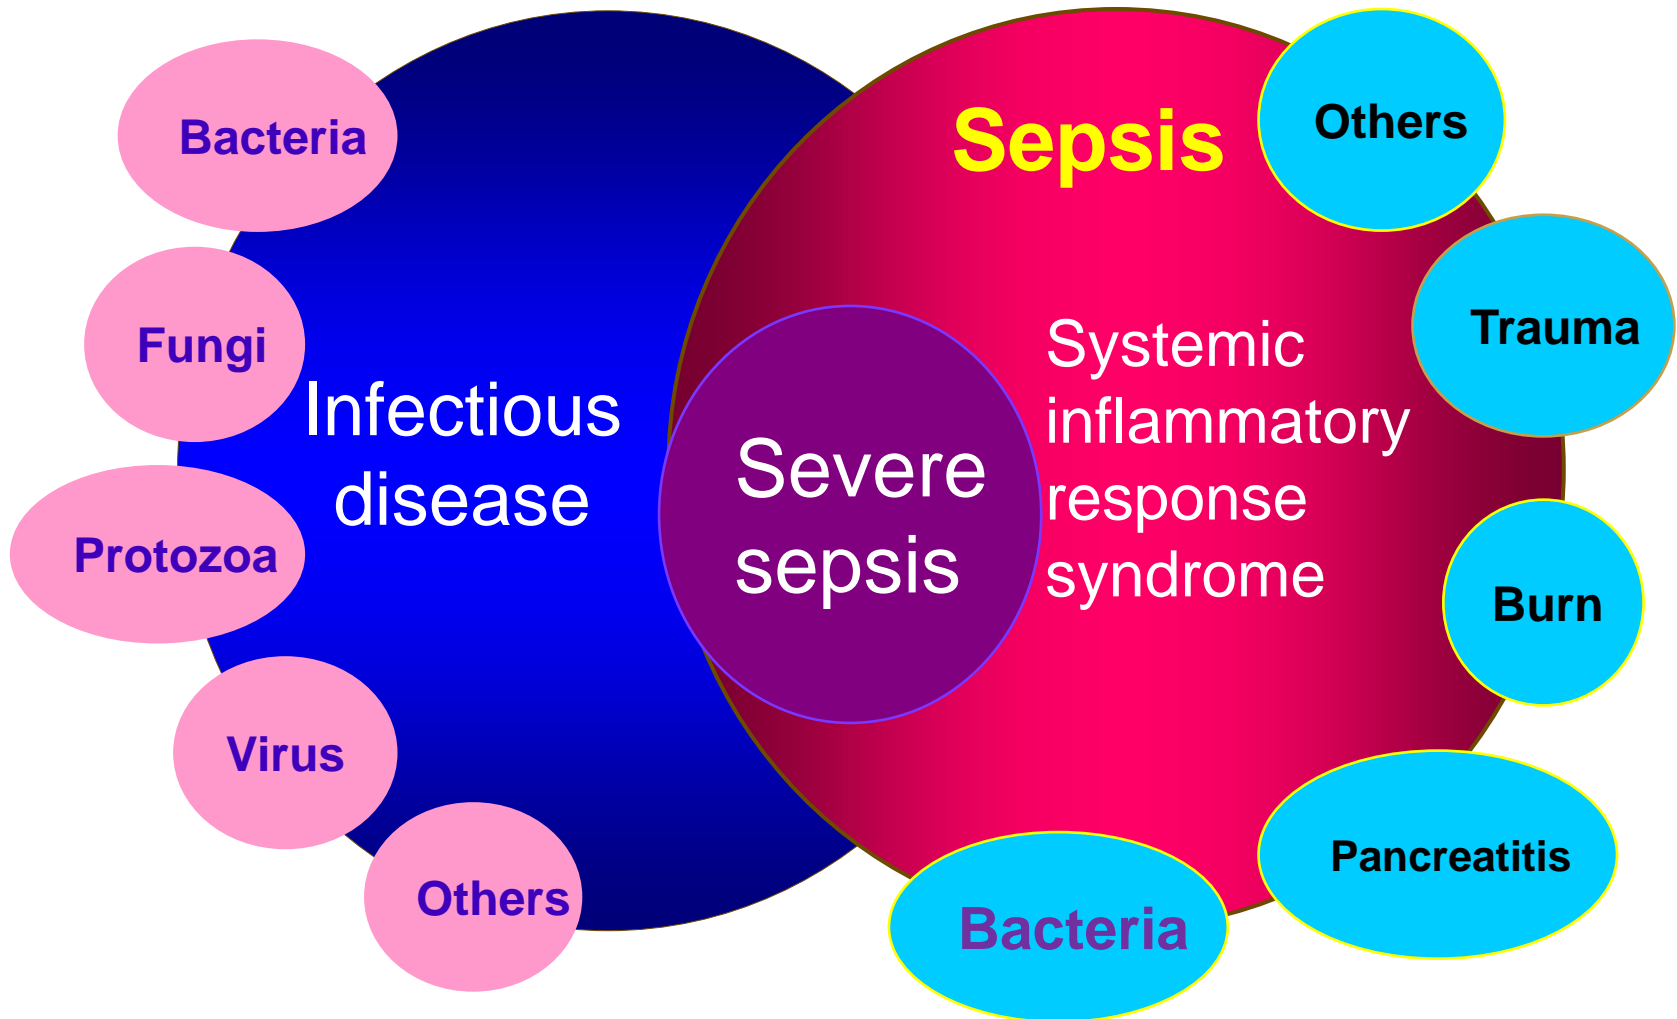 Bacteria
Fungi
Protozoa
Virus
Others
Infectious
disease
Severe
sepsis
Sepsis
Systemic
inflammatory
response
syndrome
Others
Trauma
Burn
Pancreatitis
Bacteria